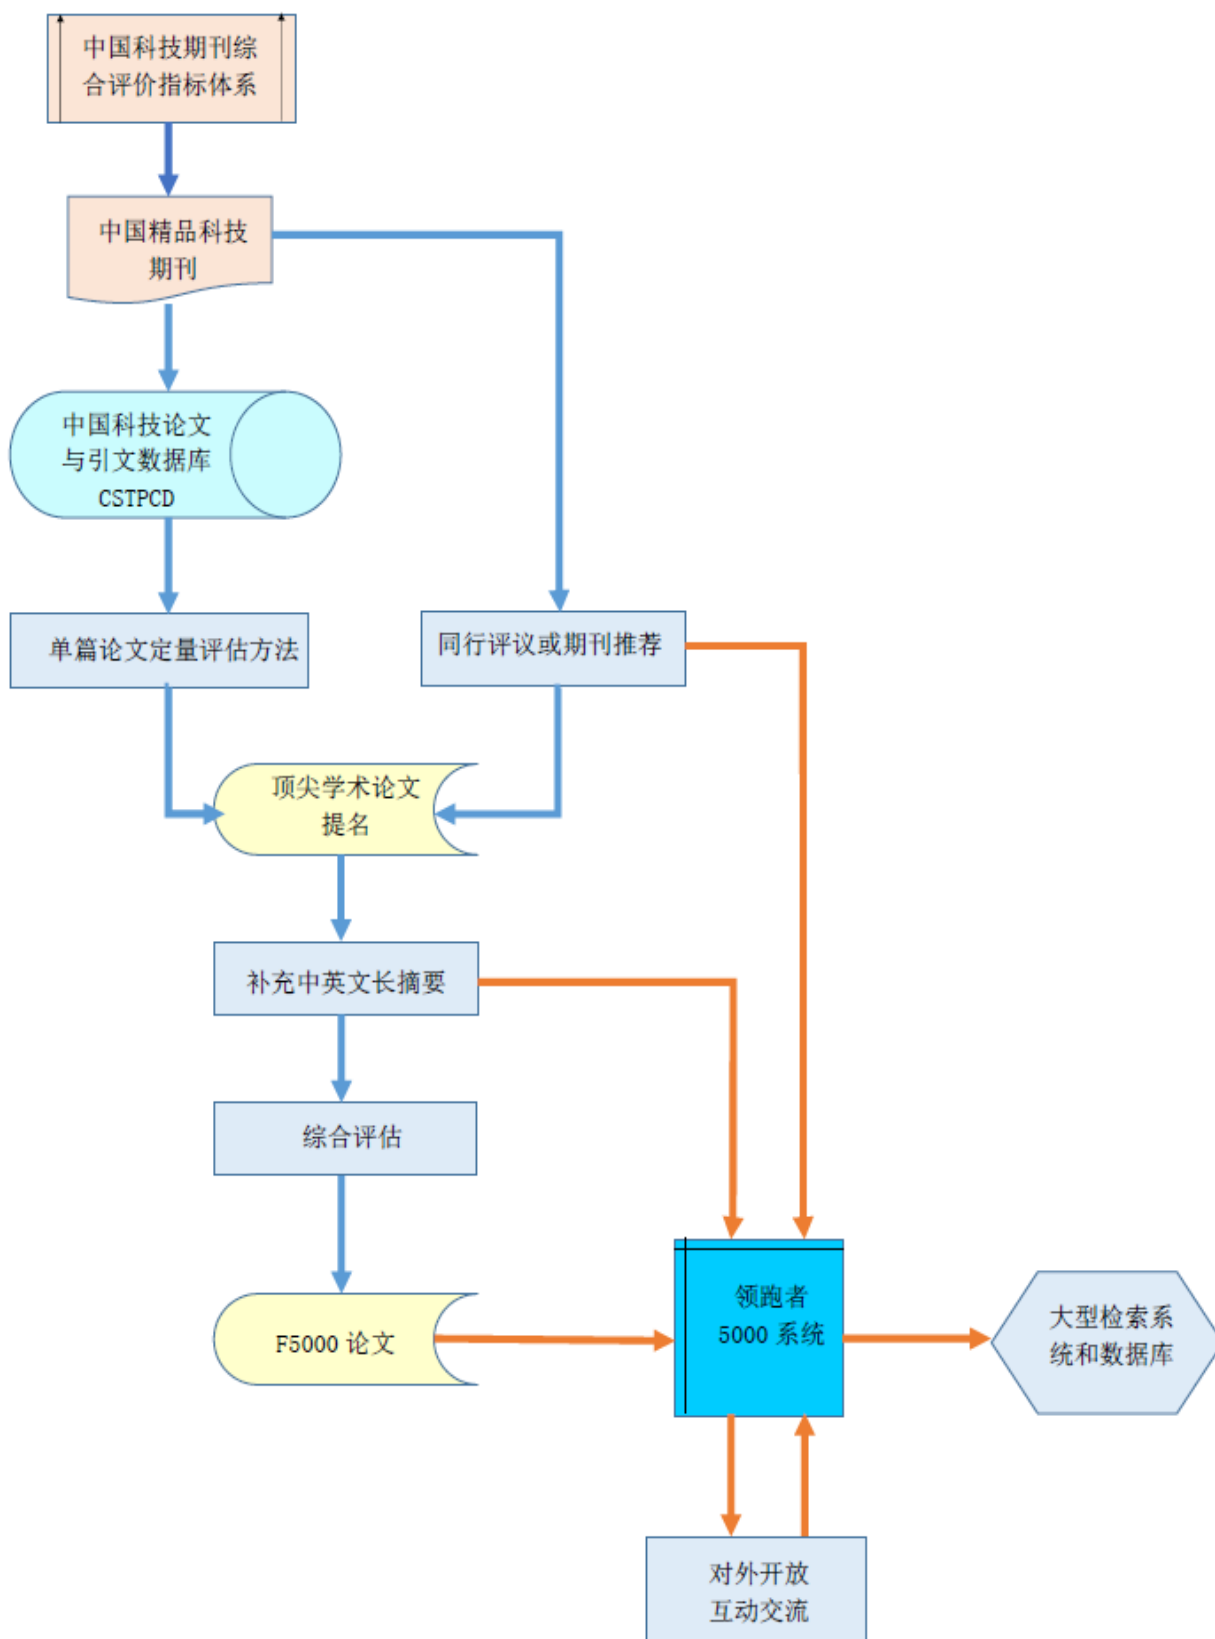 中国科技期刊综
合评价指标体系
中国精品科技
期刊
中国科技论文
与引文数据库
CSTPCD
单篇论文定量评估方法
同行评议或期刊推荐
顶尖学术论文
提名
补充中英文长摘要
综合评估
F5000 论文
领跑者
5000 系统
大型检索系
统和数据库
对外开放
互动交流